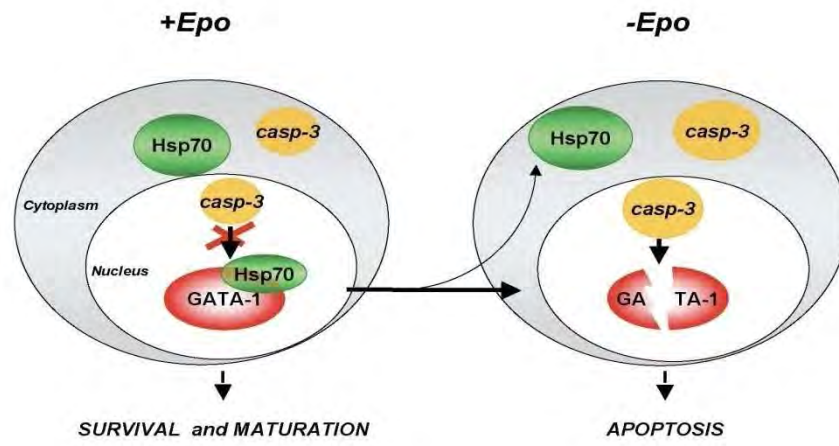 +Epo
-Epo
Hsp70
casp-3
Cytoplasm
casp-3
Nucleus
Hsp70
GATA-1
SURVIVAL and MATURATION
Hsp70
casp-3
casp-3
GA TA-1
APOPTOSIS